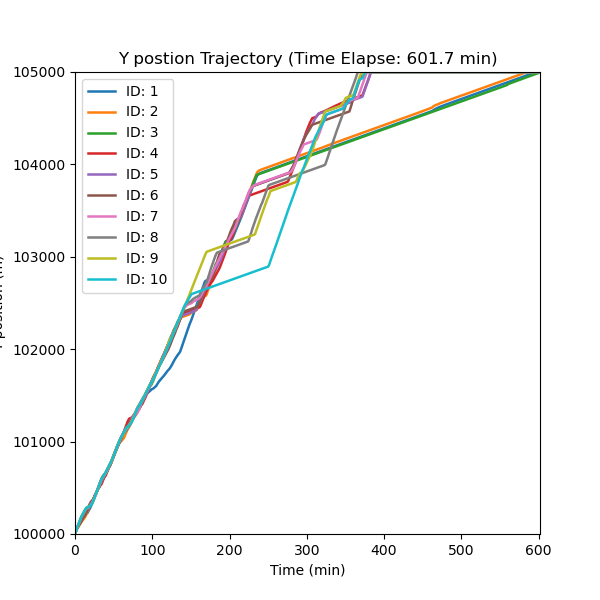 Y postion Trajectory (Time Elapse: 601.7 min)
105000
104000
103000
102000
101000
100000
ID: 1
ID: 2
ID: 3
ID: 4
ID: 5
ID: 6
ID: 7
ID: 8
ID: 9
ID: 10
0 100 200 300 400 500 600
Time (min)